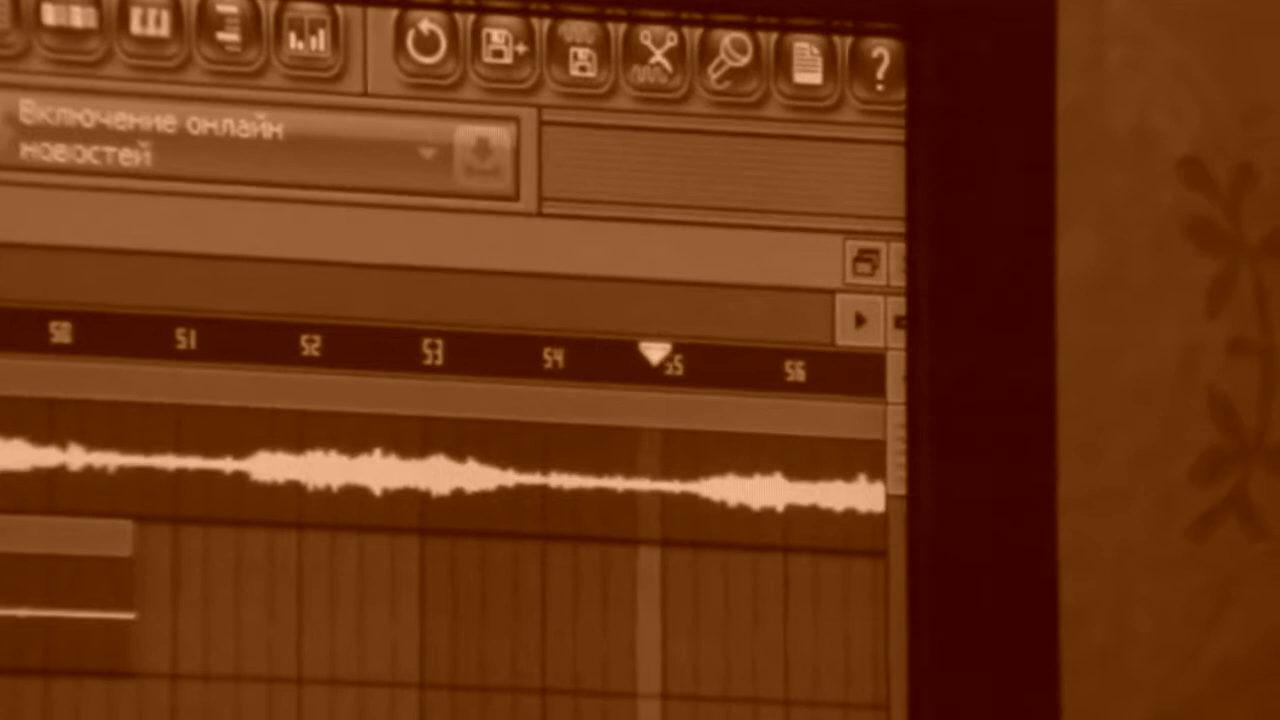 ?
Включение онлайн
новостей
50 51 52 53 54 55 56